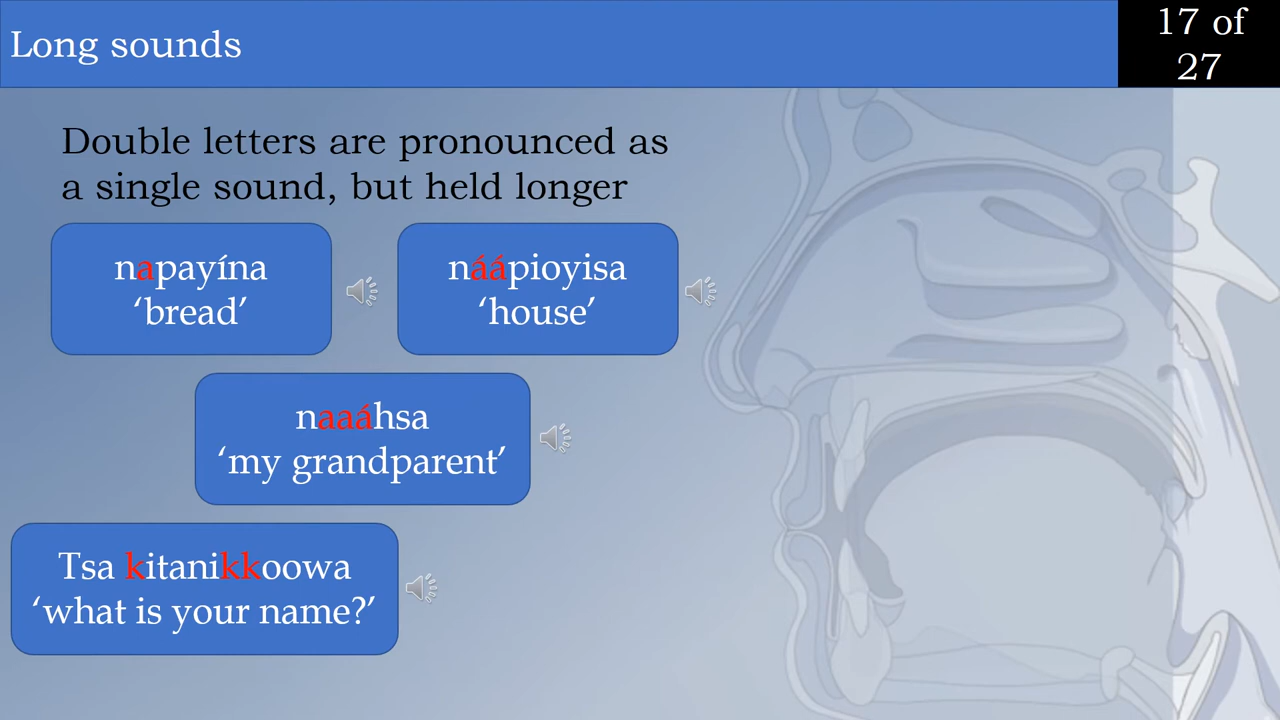 Long sounds
17 of
27
Double letters are pronounced as
a single sound, but held longer
napayína
‘bread’
náápioyisa
‘house’
naaáhsa
‘my grandparent’
Tsa kitanikkoowa
‘what is your name?’